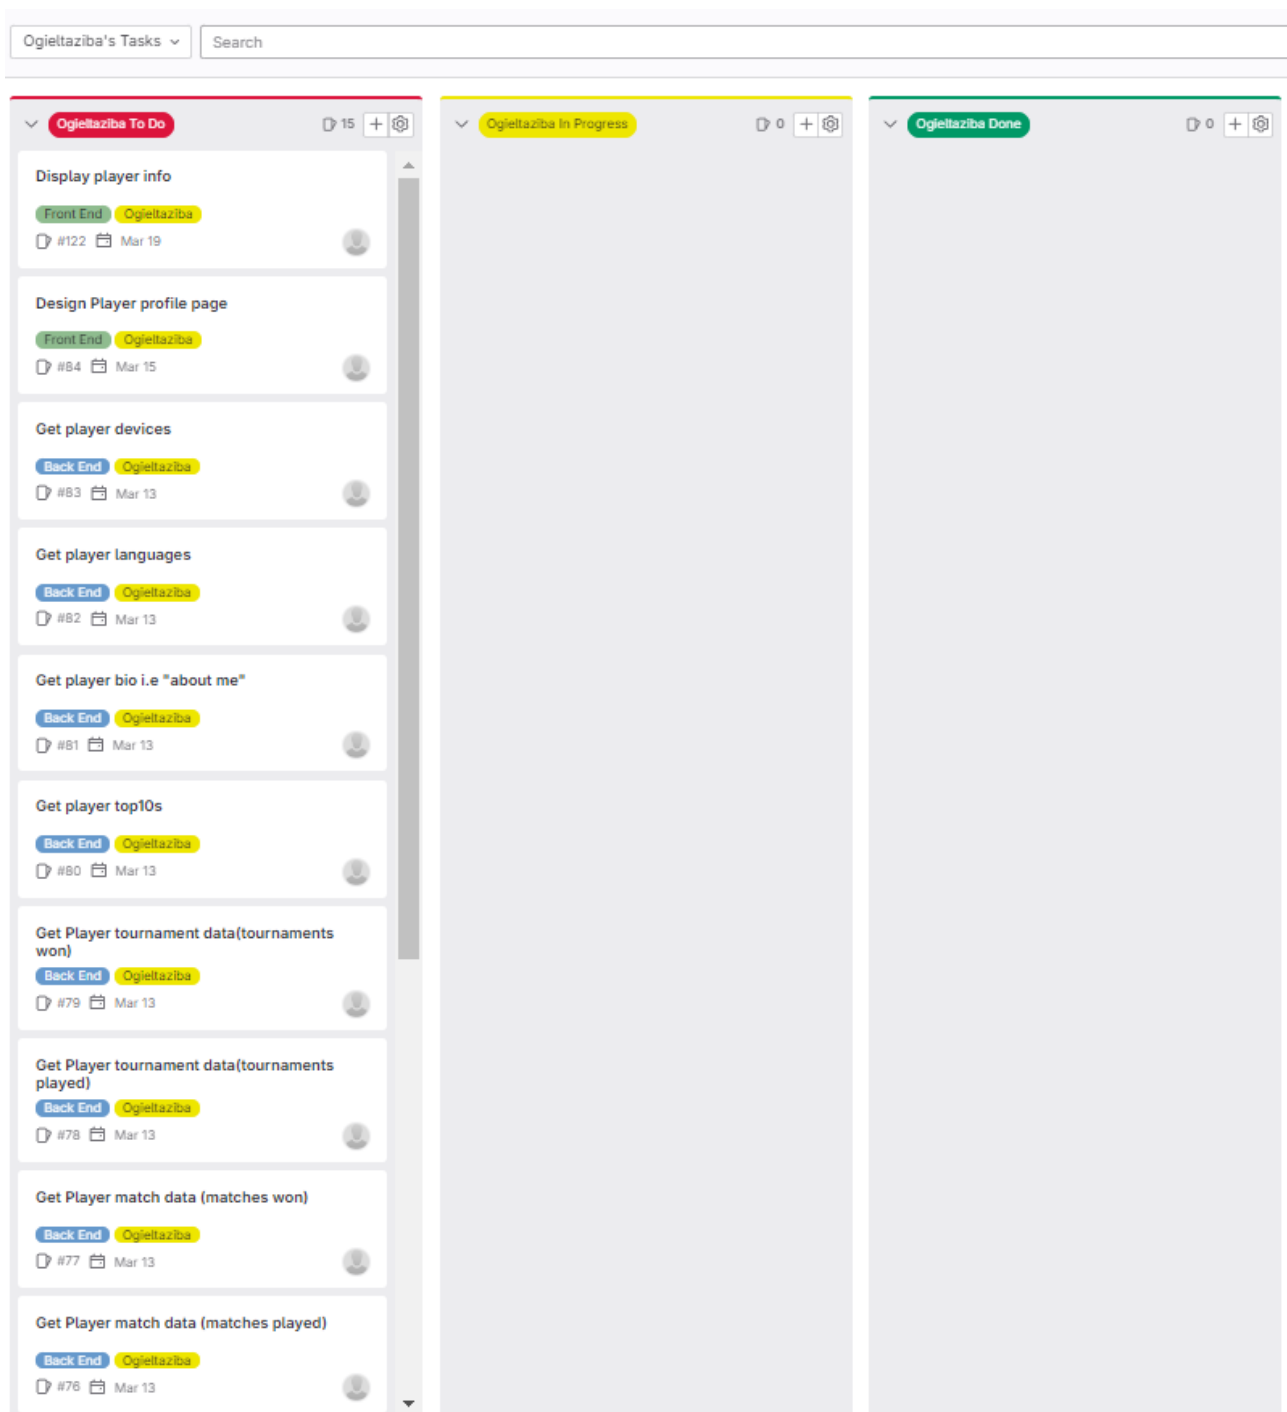 Ogieltaziba's Tasks
Search
Ogieltaziba To Do
15
Ogieltaziba In Progress
0
Ogieltaziba Done
0
Display player info
Front End Ogieltaziba
#122 Mar 19
Design Player profile page
Front End Ogieltaziba
#84 Mar 15
Get player devices
Back End Ogieltaziba
#83 Mar 13
Get player languages
Back End Ogieltaziba
#82 Mar 13
Get player bio i.e "about me"
Back End Ogieltaziba
#81 Mar 13
Get player top10s
Back End Ogieltaziba
#80 Mar 13
Get Player tournament data(tournaments
won)
Back End Ogieltaziba
#79 Mar 13
Get Player tournament data(tournaments
played)
Back End Ogieltaziba
#78 Mar 13
Get Player match data (matches won)
Back End Ogieltaziba
#77 Mar 13
Get Player match data (matches played)
Back End Ogieltaziba
#76 Mar 13